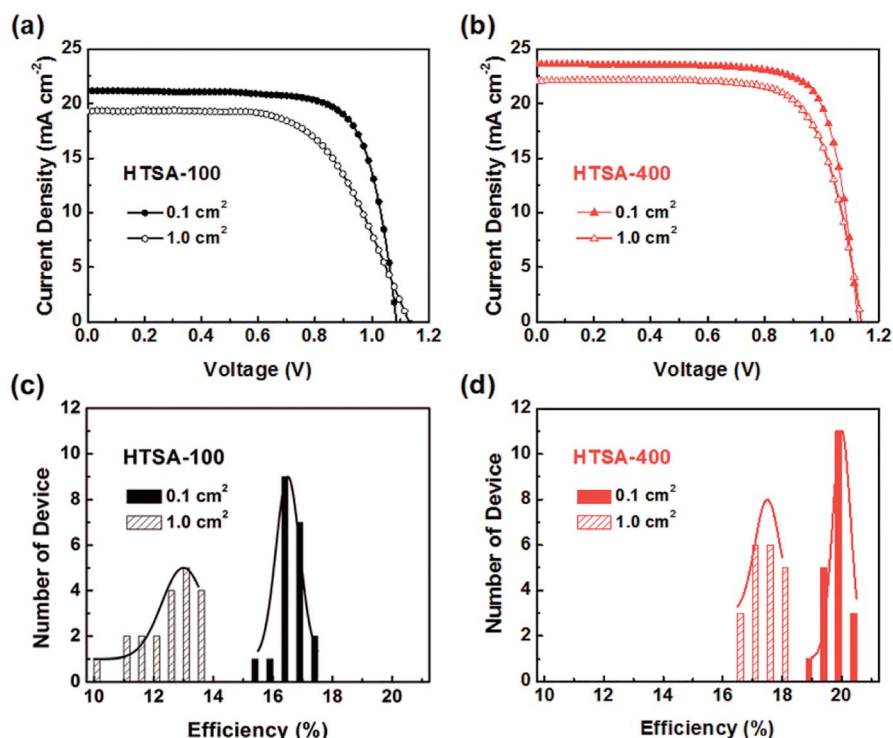 (a)
25
20
15
10
5
0
Current Density (mA cm⁻²)
HTSA-100
0.1 cm²
1.0 cm²
0.0 0.2 0.4 0.6 0.8 1.0 1.2
Voltage (V)
(b)
25
20
15
10
5
0
Current Density (mA cm⁻²)
HTSA-400
0.1 cm²
1.0 cm²
0.0 0.2 0.4 0.6 0.8 1.0 1.2
Voltage (V)
(c)
12
10
8
6
4
2
0
Number of Device
HTSA-100
0.1 cm²
1.0 cm²
10 12 14 16 18 20
Efficiency (%)
(d)
12
10
8
6
4
2
0
Number of Device
HTSA-400
0.1 cm²
1.0 cm²
10 12 14 16 18 20
Efficiency (%)